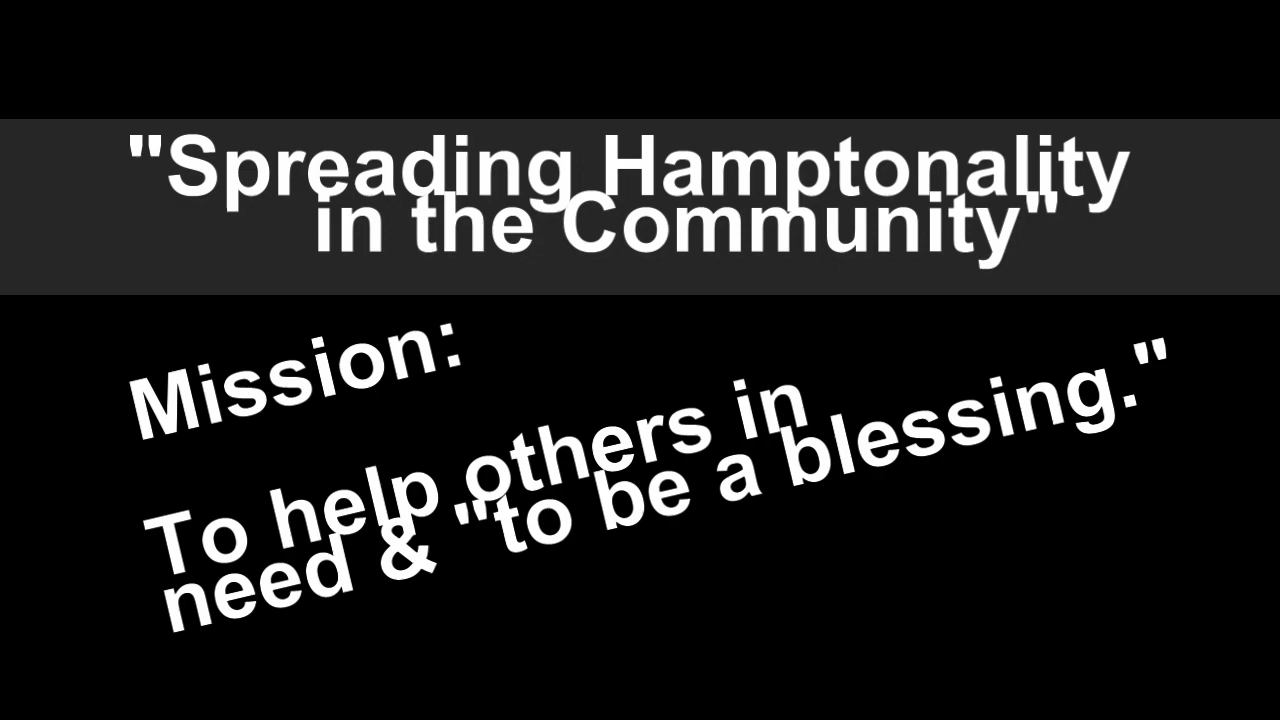 "Spreading Hamptonality
in the Community"
Mission:
To help others in
need & "to be a blessing."